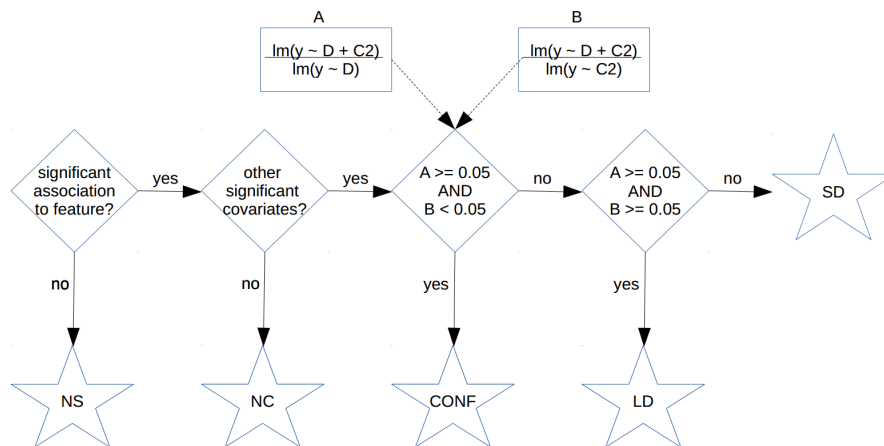 A
B
lm(y ~ D + C2)
lm(y ~ D)
lm(y ~ D + C2)
lm(y ~ C2)
significant
association
to feature?
yes
other
significant
covariates?
yes
A >= 0.05
AND
B < 0.05
no
A >= 0.05
AND
B >= 0.05
no
SD
no
no
yes
yes
NS
NC
CONF
LD